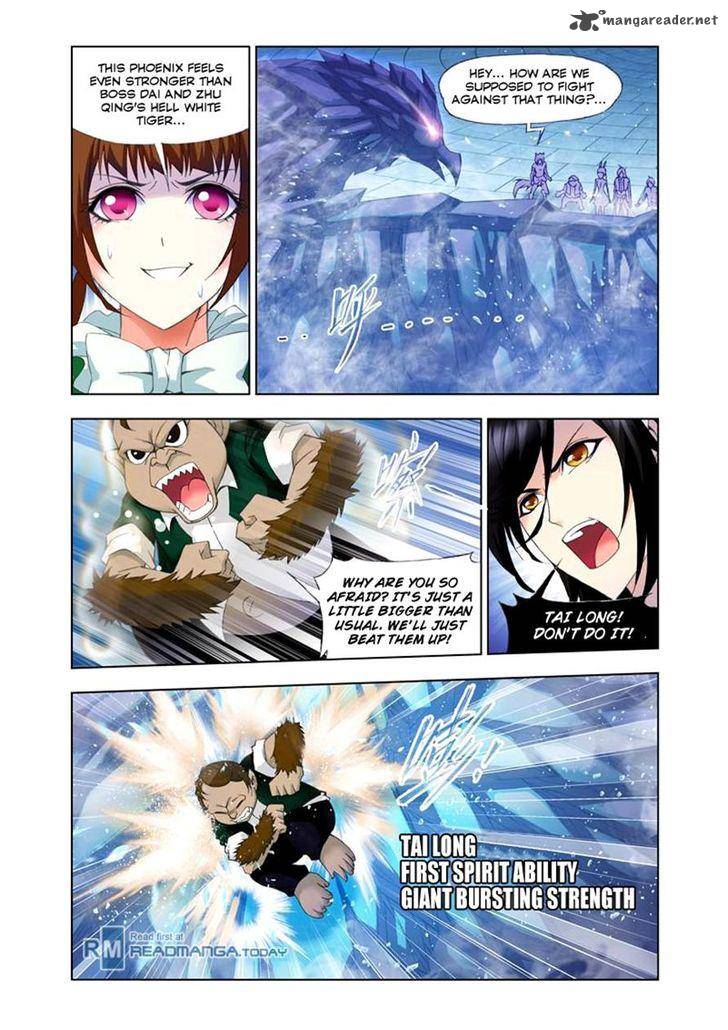 mangareader.net
THIS PHOENIX FEELS
EVEN STRONGER THAN
BOSS DAI AND ZHU
QING'S HELL WHITE
TIGER...
HEY... HOW ARE WE
SUPPOSED TO FIGHT
AGAINST THAT THING?...
呼
WHY ARE YOU SO
AFRAID? IT'S JUST A
LITTLE BIGGER THAN
USUAL. WE'LL JUST
BEAT THEM UP!
TAI LONG!
DON'T DO IT!
TAI LONG
FIRST SPIRIT ABILITY
GIANT BURSTING STRENGTH
RM
Read first at
READMANGA.TODAY